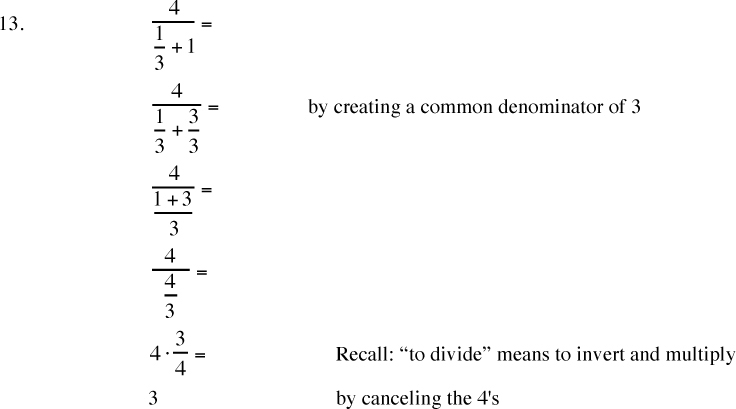 13. \frac{4}{\frac{1}{3}+1} =
\frac{4}{\frac{1}{3}+\frac{3}{3}} = by creating a common denominator of 3
\frac{4}{\frac{1+3}{3}} =
\frac{4}{\frac{4}{3}} =
4 \cdot \frac{3}{4} = Recall: “to divide” means to invert and multiply
3 by canceling the 4's